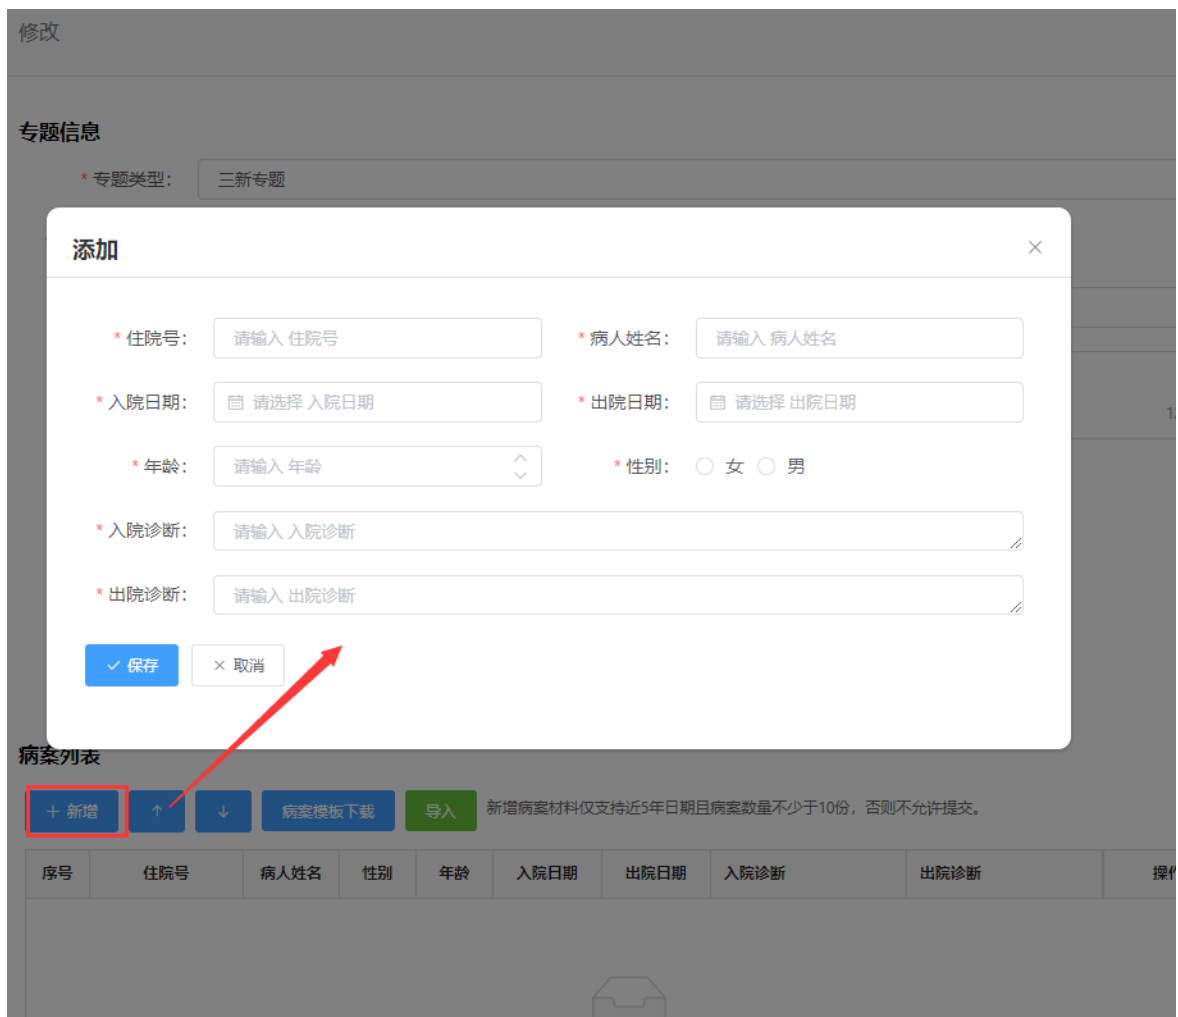 修改
专题信息
* 专题类型： 三新专题
添加
* 住院号： 请输入 住院号 * 病人姓名： 请输入 病人姓名
* 入院日期： 请选择 入院日期 * 出院日期： 请选择 出院日期
* 年龄： 请输入 年龄 * 性别： 女 男
* 入院诊断： 请输入 入院诊断
* 出院诊断： 请输入 出院诊断
保存 取消
病案列表
新增 病案模板下载 导入 新增病案材料仅支持近5年日期且病案数量不少于10份，否则不允许提交。
序号 住院号 病人姓名 性别 年龄 入院日期 出院日期 入院诊断 出院诊断